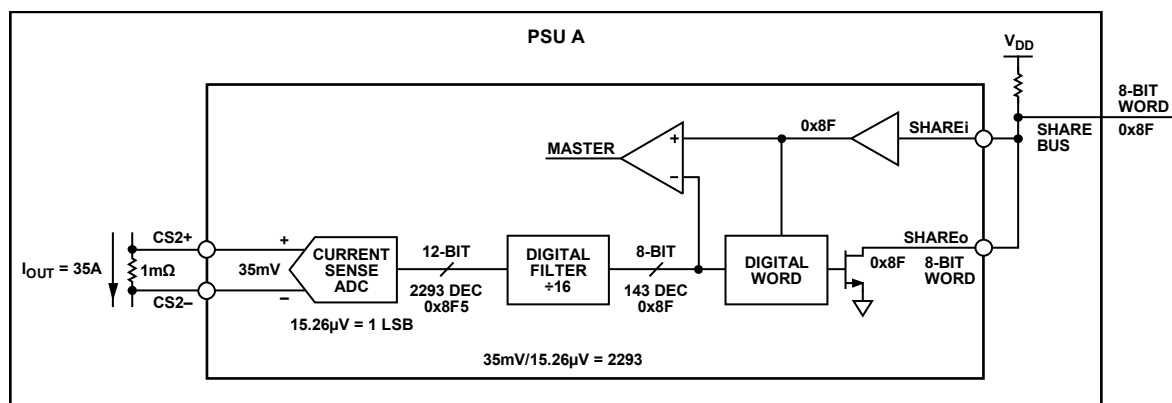 PSU A
VDD
8-BIT
WORD
0x8F
SHARE
BUS
0x8F
SHAREi
MASTER
+
−
CS2+
IOUT = 35A
1mΩ
CS2–
+
35mV
−
CURRENT
SENSE
ADC
12-BIT
2293 DEC
0x8F5
DIGITAL
FILTER
÷16
8-BIT
143 DEC
0x8F
DIGITAL
WORD
SHAREo
0x8F
8-BIT
WORD
15.26µV = 1 LSB
35mV/15.26µV = 2293